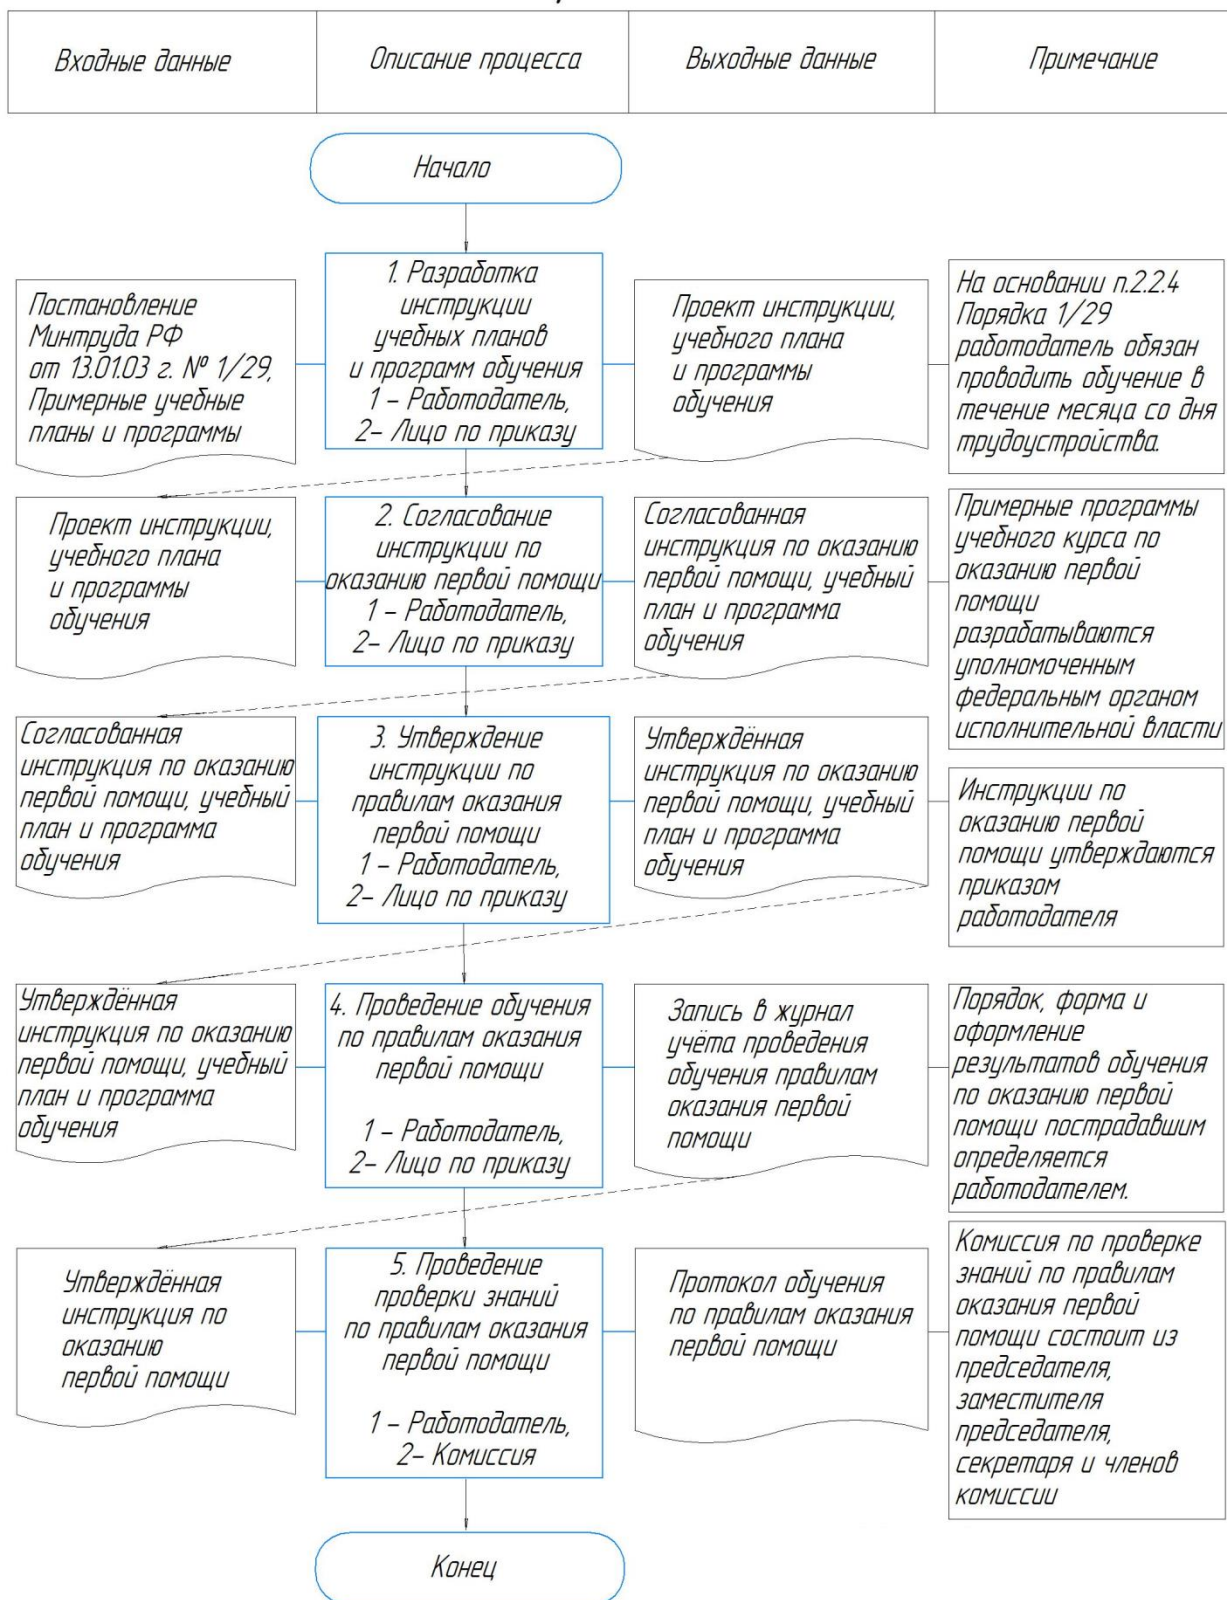 Входные данные
Описание процесса
Выходные данные
Примечание
Начало
Постановление
Минтруда РФ
от 13.01.03 г. № 1/29,
Примерные учебные
планы и программы
1. Разработка
инструкции
учебных планов
и программ обучения
1 – Работодатель,
2– Лицо по приказу
Проект инструкции,
учебного плана
и программы
обучения
На основании п.2.2.4
Порядка 1/29
работодатель обязан
проводить обучение в
течение месяца со дня
трудоустройства.
Проект инструкции,
учебного плана
и программы
обучения
2. Согласование
инструкции по
оказанию первой помощи
1 – Работодатель,
2– Лицо по приказу
Согласованная
инструкция по оказанию
первой помощи, учебный
план и программа
обучения
Примерные программы
учебного курса по
оказанию первой
помощи
разрабатываются
уполномоченным
федеральным органом
исполнительной власти
Согласованная
инструкция по оказанию
первой помощи, учебный
план и программа
обучения
3. Утверждение
инструкции по
правилам оказания
первой помощи
1 – Работодатель,
2– Лицо по приказу
Утверждённая
инструкция по оказанию
первой помощи, учебный
план и программа
обучения
Инструкции по
оказанию первой
помощи утверждаются
приказом
работодателя
Утверждённая
инструкция по оказанию
первой помощи, учебный
план и программа
обучения
4. Проведение обучения
по правилам оказания
первой помощи
1 – Работодатель,
2– Лицо по приказу
Запись в журнал
учёта проведения
обучения правилам
оказания первой
помощи
Порядок, форма и
оформление
результатов обучения
по оказанию первой
помощи пострадавшим
определяется
работодателем.
Утверждённая
инструкция по
оказанию
первой помощи
5. Проведение
проверки знаний
по правилам оказания
первой помощи
1 – Работодатель,
2– Комиссия
Протокол обучения
по правилам оказания
первой помощи
Комиссия по проверке
знаний по правилам
оказания первой
помощи состоит из
председателя,
заместителя
председателя,
секретаря и членов
комиссии
Конец